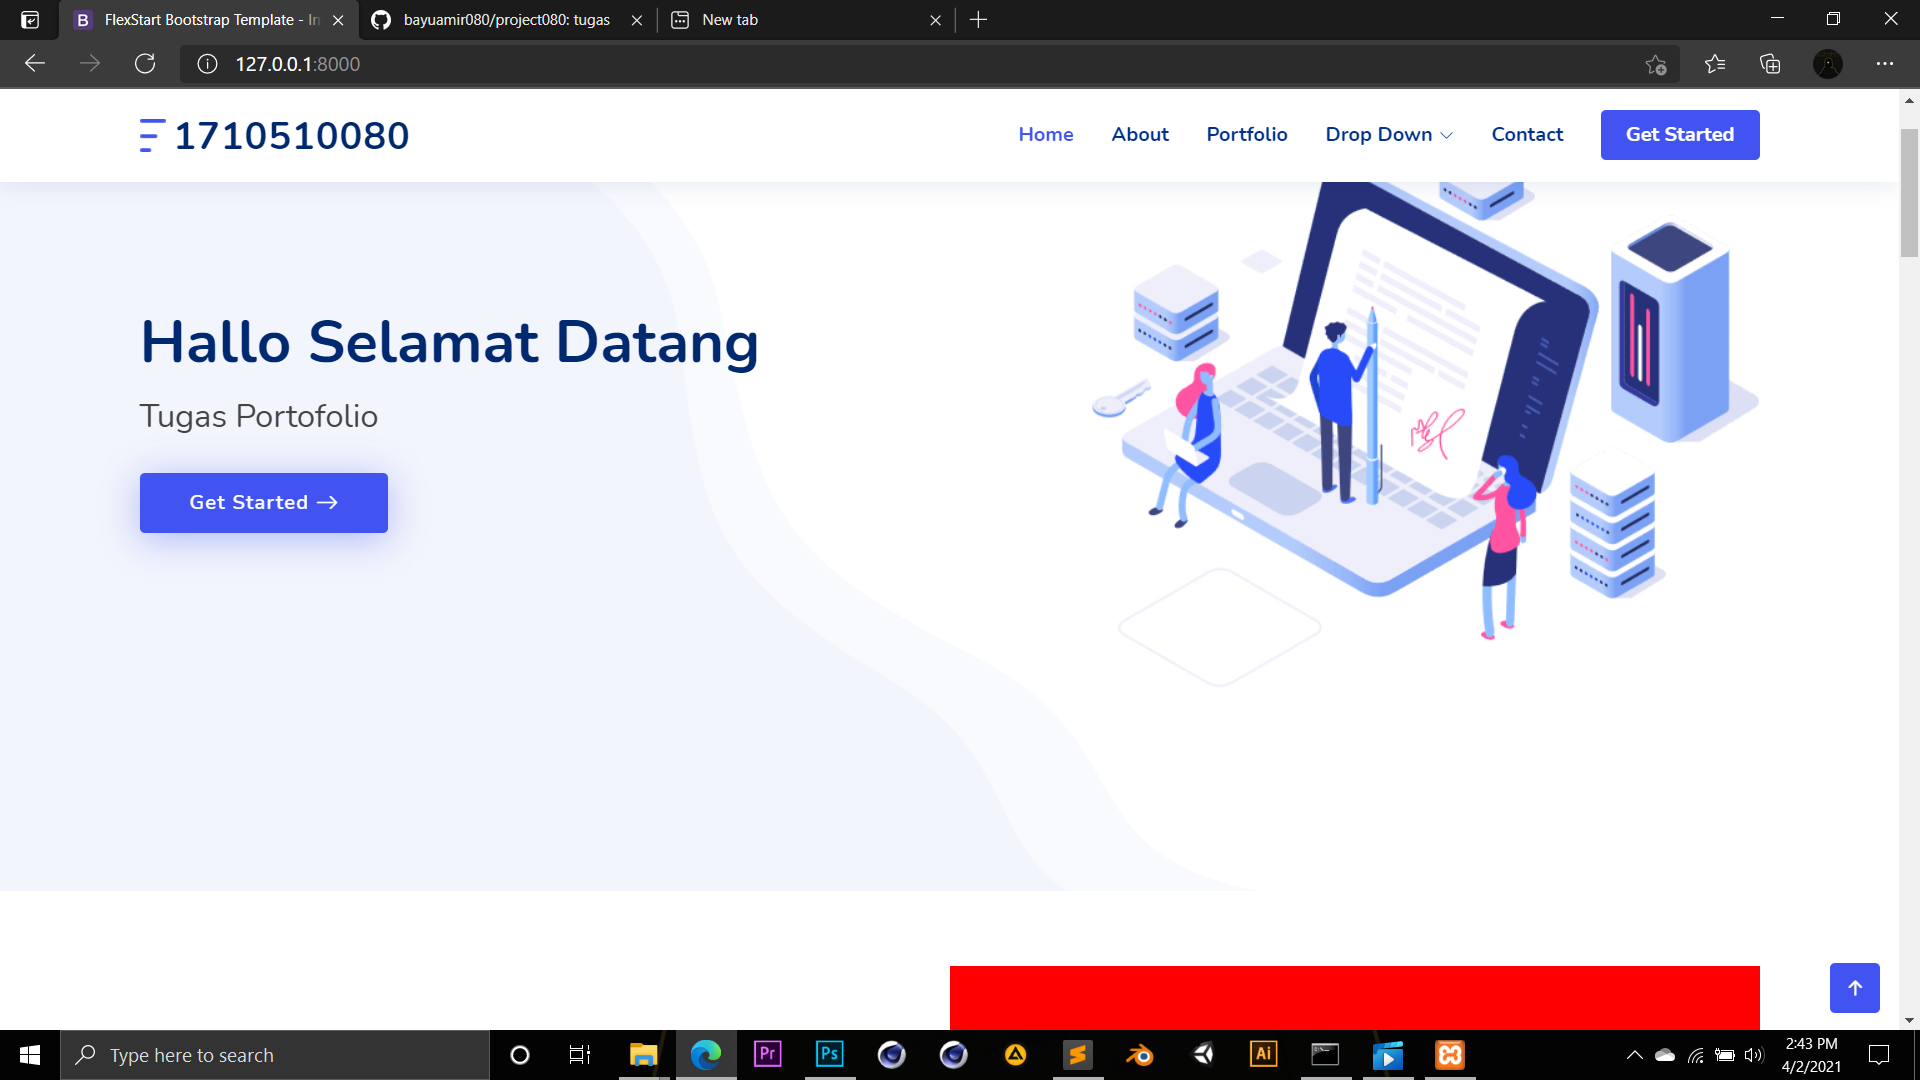 FlexStart Bootstrap Template - In
bayuamir080/project080: tugas
New tab
127.0.0.1:8000
1710510080
Home About Portfolio Drop Down Contact Get Started
Hallo Selamat Datang
Tugas Portofolio
Get Started
Type here to search
Pr
Ps
Ai
2:43 PM
4/2/2021